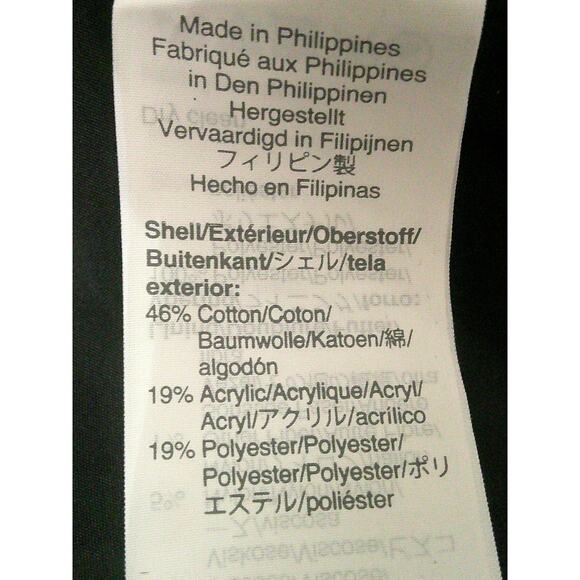 Made in Philippines
Fabriqué aux Philippines
in Den Philippinen
Hergestellt
Vervaardigd in Filipijnen
フィリピン製
Hecho en Filipinas
Shell/Extérieur/Oberstoff/
Buitenkant/シェル/tela
exterior:
46% Cotton/Coton/
Baumwolle/Katoen/綿/
algodón
19% Acrylic/Acrylique/Acryl/
Acryl/アクリル/acrílico
19% Polyester/Polyester/
Polyester/Polyester/ポリ
エステル/poliéster